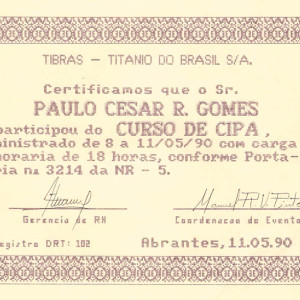 TIBRAS - TITANIO DO BRASIL S/A.
Certificamos que o Sr.
PAULO CESAR R. GOMES
participou do CURSO DE CIPA,
ministrado de 8 a 11/05/90 com carga
horaria de 18 horas, conforme Porta-
ria nª 3214 da NR - 5.
Gerencia de RH
Coordenacao de Evento
Registro DRT: 102
Abrantes, 11.05.90